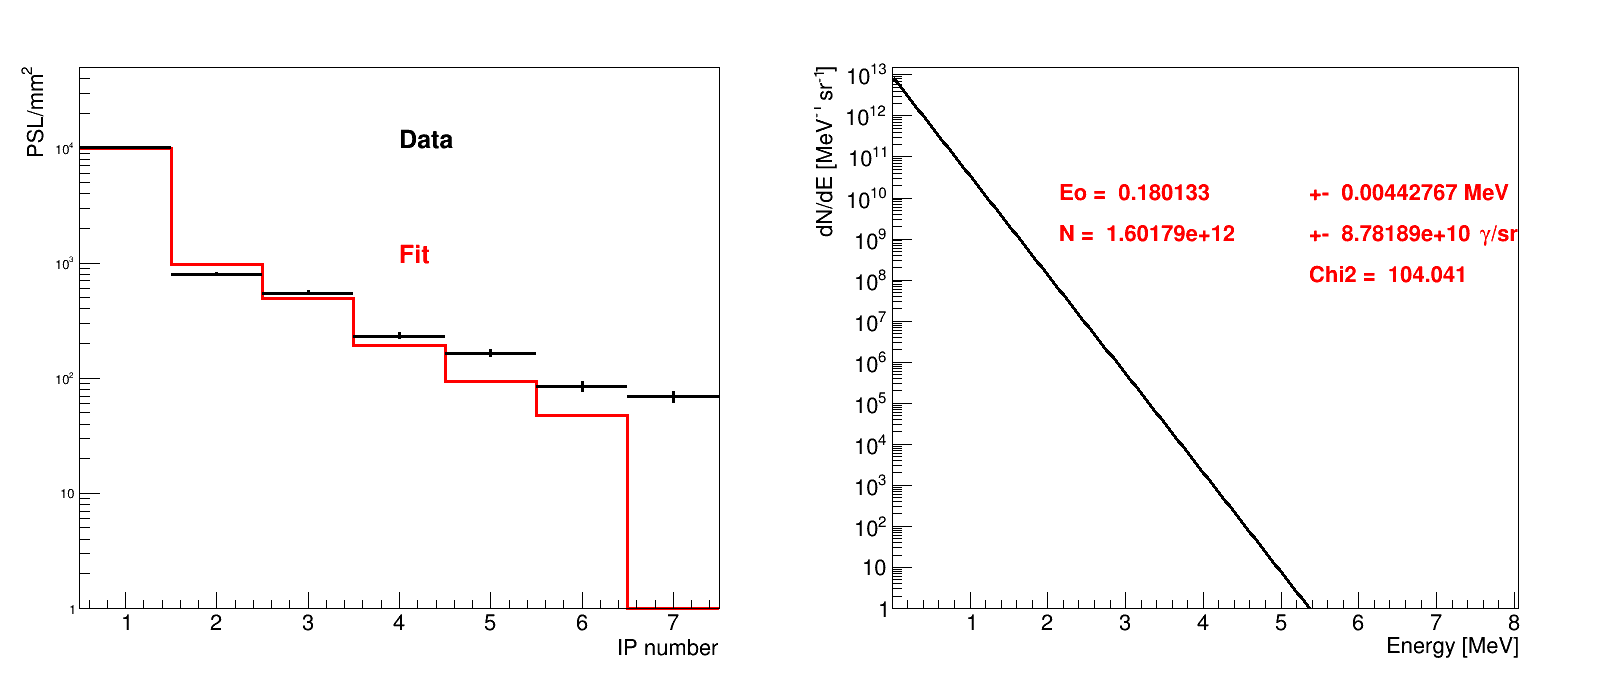 PSL/mm²
10⁴
10³
10²
10
1
Data
Fit
1 2 3 4 5 6 7
IP number
dN/dE [MeV⁻¹ sr⁻¹]
10¹³
10¹²
10¹¹
10¹⁰
10⁹
10⁸
10⁷
10⁶
10⁵
10⁴
10³
10²
10
1
Eo = 0.180133 +- 0.00442767 MeV
N = 1.60179e+12 +- 8.78189e+10 γ/sr
Chi2 = 104.041
1 2 3 4 5 6 7 8
Energy [MeV]